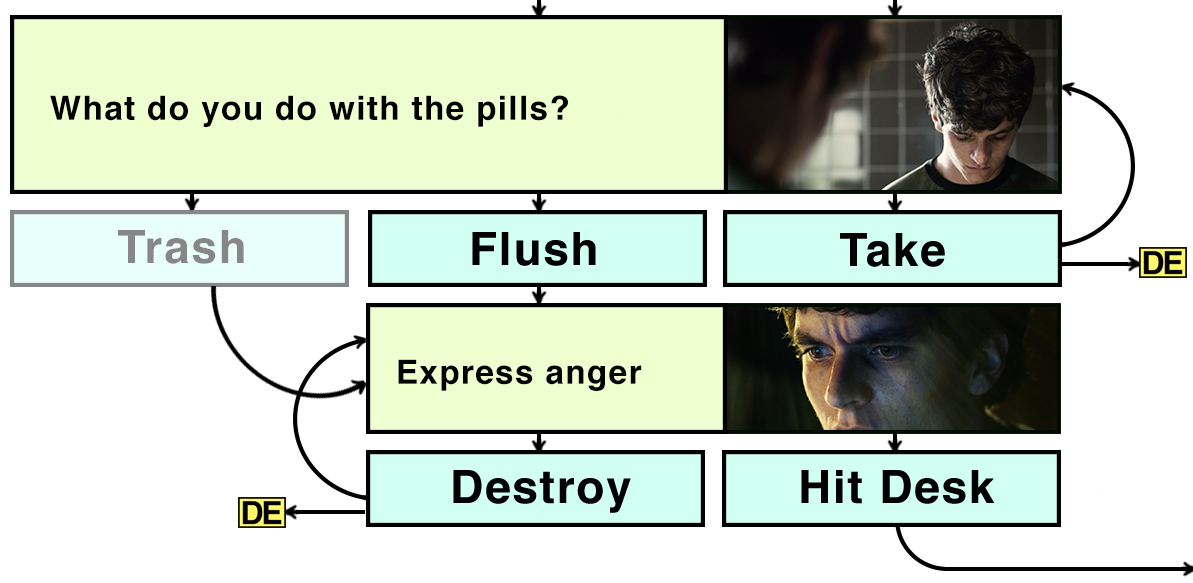 What do you do with the pills?
Trash
Flush
Take
DE
Express anger
Destroy
Hit Desk
DE